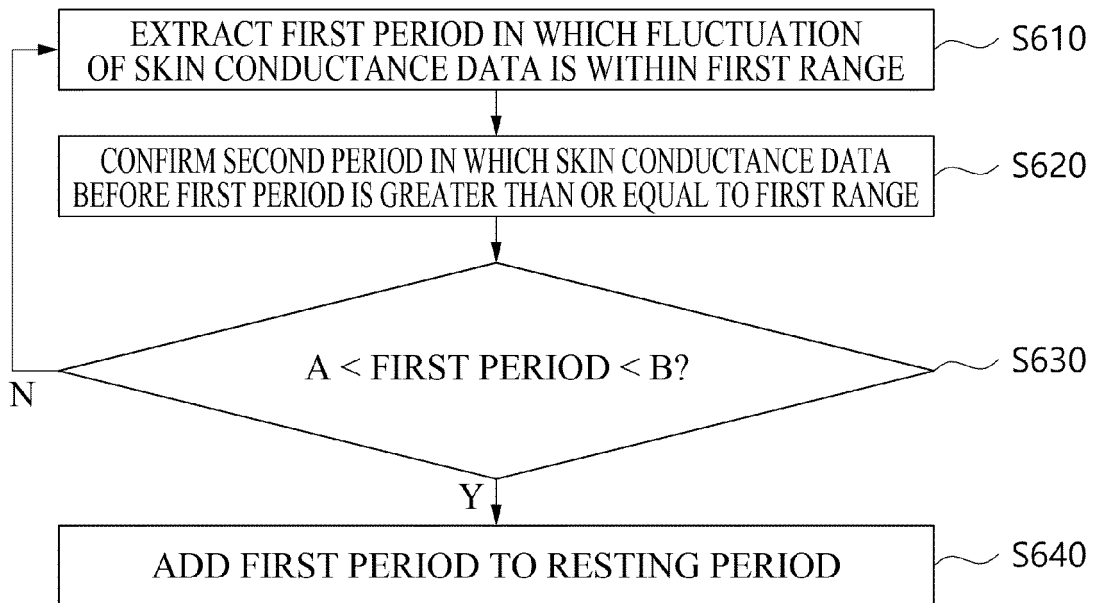 EXTRACT FIRST PERIOD IN WHICH FLUCTUATION
OF SKIN CONDUCTANCE DATA IS WITHIN FIRST RANGE
S610
CONFIRM SECOND PERIOD IN WHICH SKIN CONDUCTANCE DATA
BEFORE FIRST PERIOD IS GREATER THAN OR EQUAL TO FIRST RANGE
S620
A < FIRST PERIOD < B?
S630
N
Y
ADD FIRST PERIOD TO RESTING PERIOD
S640